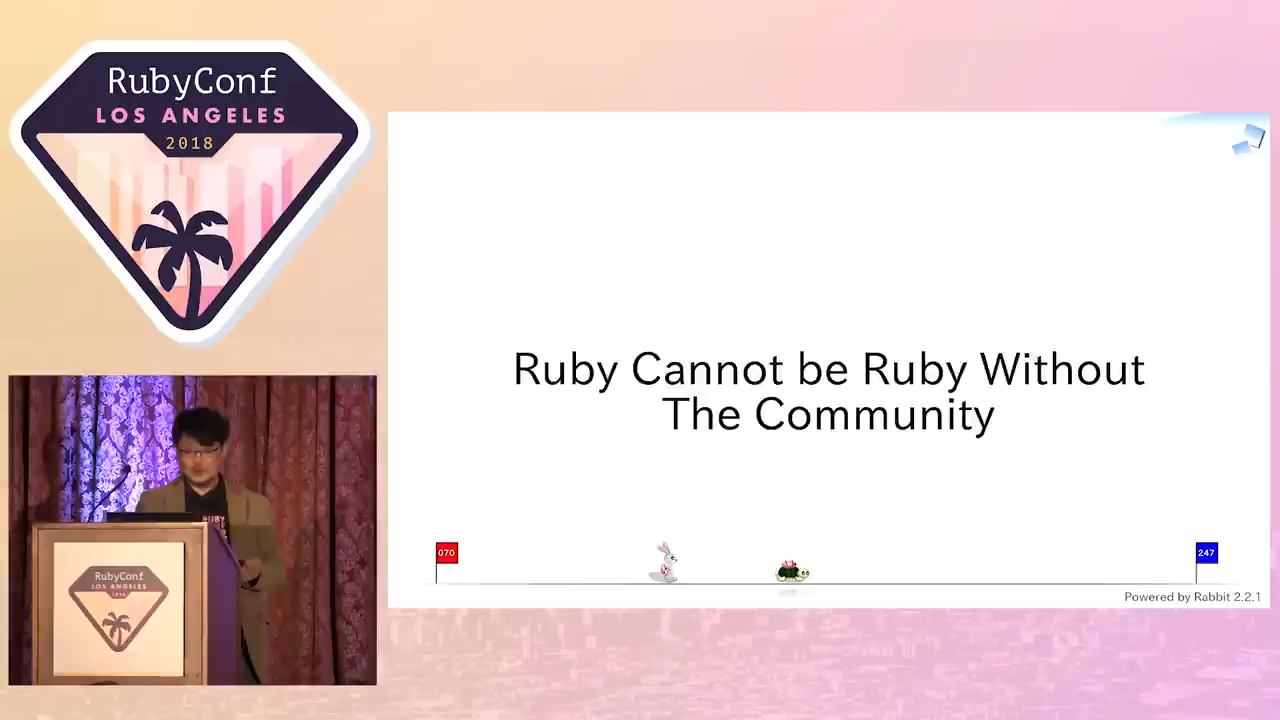 RubyConf
LOS ANGELES
2018
Ruby Cannot be Ruby Without
The Community
070
247
Powered by Rabbit 2.2.1
RUBY
RubyConf
LOS ANGELES